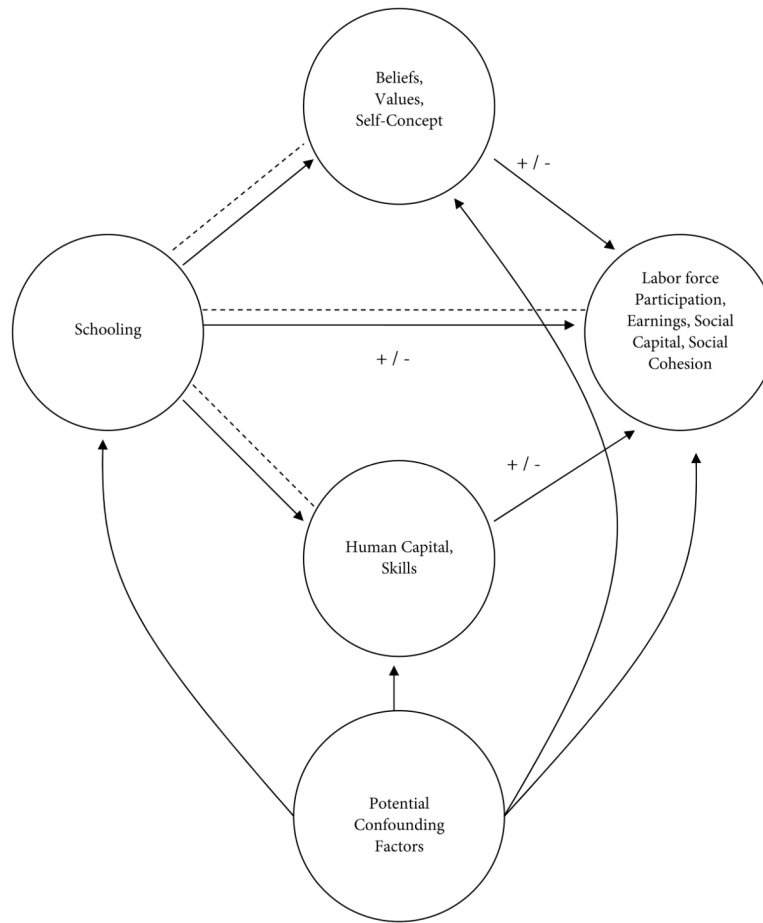 Beliefs,
Values,
Self-Concept
+ / -
Labor force
Participation,
Earnings, Social
Capital, Social
Cohesion
Schooling
+ / -
+ / -
Human Capital,
Skills
Potential
Confounding
Factors